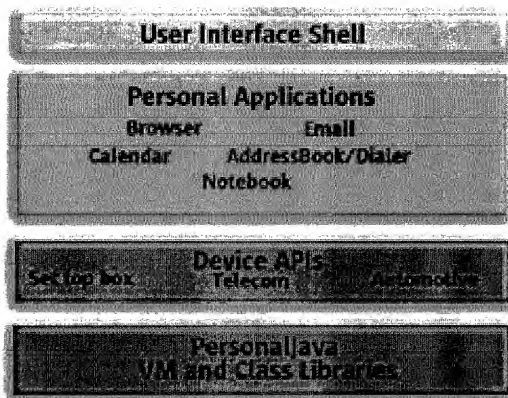 User Interface Shell
Personal Applications
Browser Email
Calendar AddressBook/Dialer
Notebook
Device APIs
Set top box Telecom Automotive
PersonalJava
VM and Class Libraries